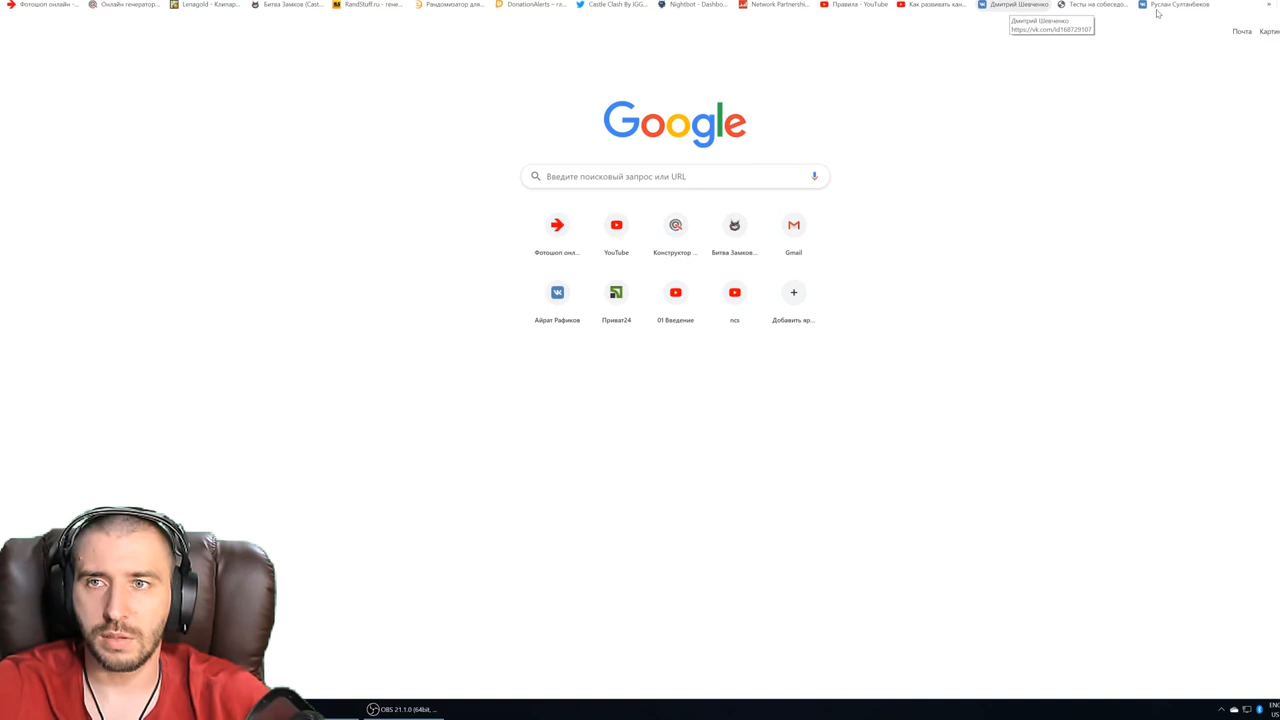 Фотошоп онлайн -...
Онлайн генератор...
Lenagold - Клипар...
Битва Замков (Cast...
RandStuff.ru - гене...
Рандомизатор для...
DonationAlerts – гл...
Castle Clash By IGG...
Nightbot - Dashbo...
Network Partnershi...
Правила - YouTube
Как развивать кан...
Дмитрий Шевченко
Тесты на собеседо...
Руслан Султанбеков
»
Дмитрий Шевченко
https://vk.com/id168729107
Почта
Карти
Google
Введите поисковый запрос или URL
Фотошоп онл...
YouTube
Конструктор ...
Битва Замков...
Gmail
Айрат Рафиков
Приват24
01 Введение
ncs
Добавить яр...
OBS 21.1.0 (64bit, ...
ENG
US